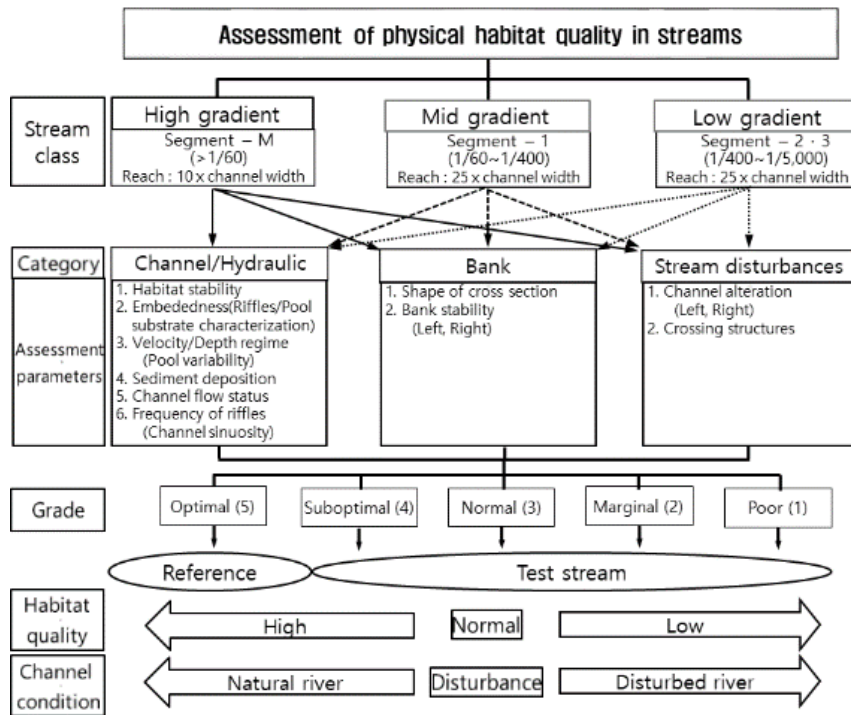 Assessment of physical habitat quality in streams
Stream
class
High gradient
Segment – M
(>1/60)
Reach : 10 x channel width
Mid gradient
Segment – 1
(1/60~1/400)
Reach : 25 x channel width
Low gradient
Segment – 2 · 3
(1/400~1/5,000)
Reach : 25 x channel width
Category
Assessment
parameters
Channel/Hydraulic
1. Habitat stability
2. Embededness(Riffles/Pool
substrate characterization)
3. Velocity/Depth regime
(Pool variability)
4. Sediment deposition
5. Channel flow status
6. Frequency of riffles
(Channel sinuosity)
Bank
1. Shape of cross section
2. Bank stability
(Left, Right)
Stream disturbances
1. Channel alteration
(Left, Right)
2. Crossing structures
Grade
Optimal (5)
Suboptimal (4)
Normal (3)
Marginal (2)
Poor (1)
Reference
Test stream
Habitat
quality
High
Normal
Low
Channel
condition
Natural river
Disturbance
Disturbed river